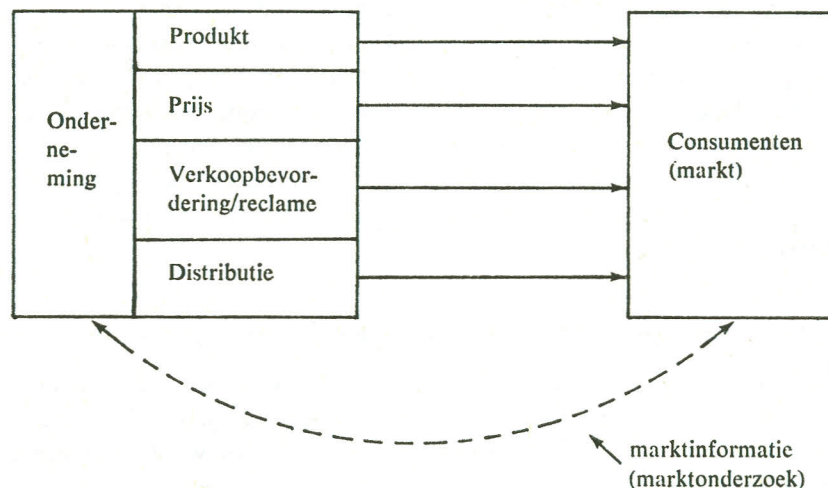 Onder-
ne-
ming
Produkt
Prijs
Verkoopbevor-
dering/reclame
Distributie
Consumenten
(markt)
marktinformatie
(marktonderzoek)